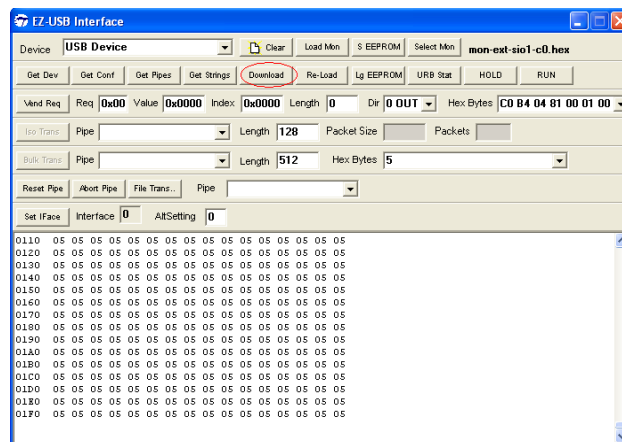 EZ-USB Interface
Device USB Device Clear Load Mon S EEPROM Select Mon mon-ext-sio1-c0.hex
Get Dev Get Conf Get Pipes Get Strings Download Re-Load Lg EEPROM URB Stat HOLD RUN
Vend Req Req 0x00 Value 0x0000 Index 0x0000 Length 0 Dir 0 OUT Hex Bytes C0 B4 04 81 00 01 00
Iso Trans Pipe Length 128 Packet Size Packets
Bulk Trans Pipe Length 512 Hex Bytes 5
Reset Pipe Abort Pipe File Trans.. Pipe
Set IFace Interface 0 AltSetting 0
0110 05 05 05 05 05 05 05 05 05 05 05 05 05 05 05 05
0120 05 05 05 05 05 05 05 05 05 05 05 05 05 05 05 05
0130 05 05 05 05 05 05 05 05 05 05 05 05 05 05 05 05
0140 05 05 05 05 05 05 05 05 05 05 05 05 05 05 05 05
0150 05 05 05 05 05 05 05 05 05 05 05 05 05 05 05 05
0160 05 05 05 05 05 05 05 05 05 05 05 05 05 05 05 05
0170 05 05 05 05 05 05 05 05 05 05 05 05 05 05 05 05
0180 05 05 05 05 05 05 05 05 05 05 05 05 05 05 05 05
0190 05 05 05 05 05 05 05 05 05 05 05 05 05 05 05 05
01A0 05 05 05 05 05 05 05 05 05 05 05 05 05 05 05 05
01B0 05 05 05 05 05 05 05 05 05 05 05 05 05 05 05 05
01C0 05 05 05 05 05 05 05 05 05 05 05 05 05 05 05 05
01D0 05 05 05 05 05 05 05 05 05 05 05 05 05 05 05 05
01E0 05 05 05 05 05 05 05 05 05 05 05 05 05 05 05 05
01F0 05 05 05 05 05 05 05 05 05 05 05 05 05 05 05 05